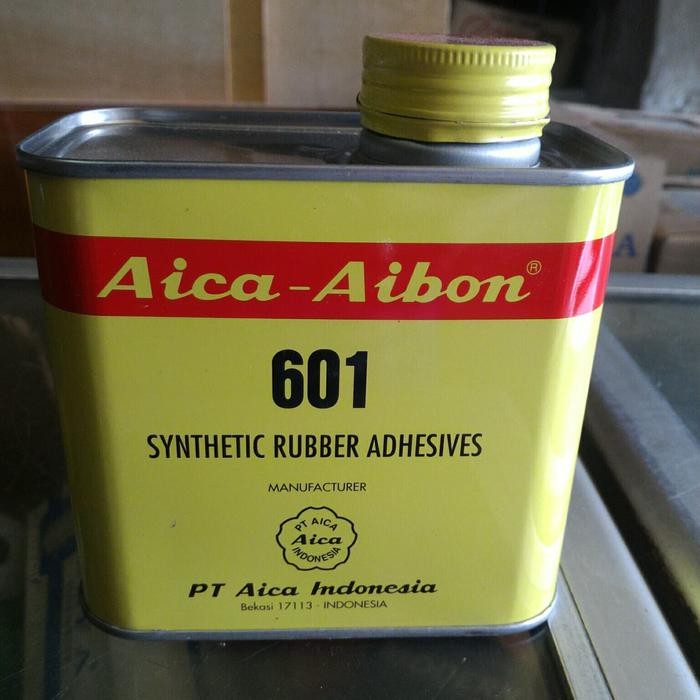 Aica-Aibon®
601
SYNTHETIC RUBBER ADHESIVES
MANUFACTURER
PT AICA
Aica
INDONESIA
PT Aica Indonesia
Bekasi 17113 - INDONESIA
A